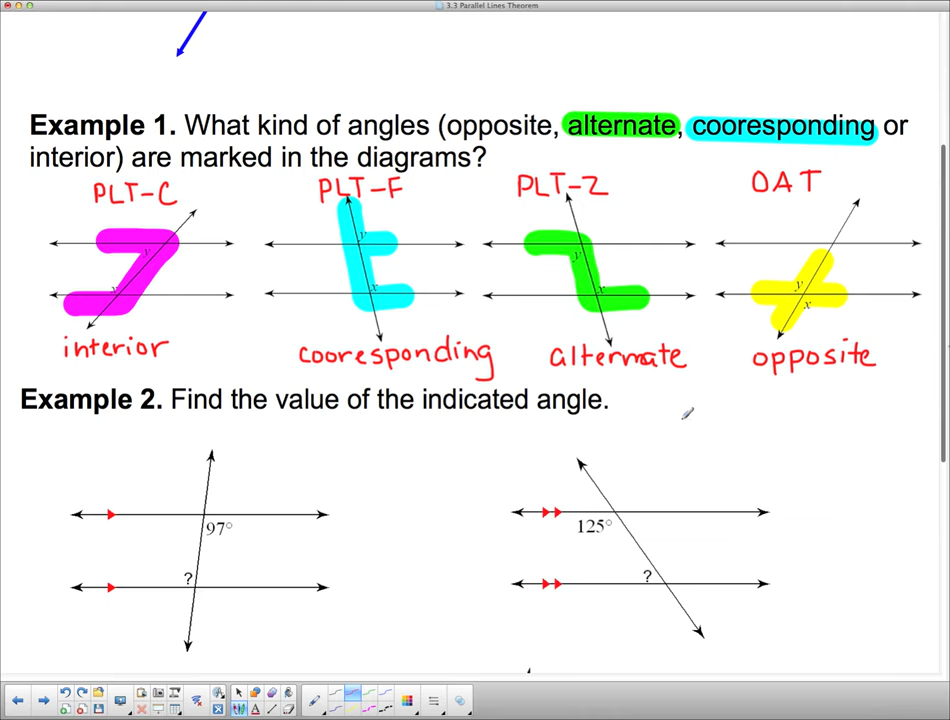 3.3 Parallel Lines Theorem
Example 1. What kind of angles (opposite, alternate, cooresponding or
interior) are marked in the diagrams?
PLT-C PLT-F PLT-Z OAT
y y y y
x x x x
interior cooresponding alternate opposite
Example 2. Find the value of the indicated angle.
97° 125°
? ?